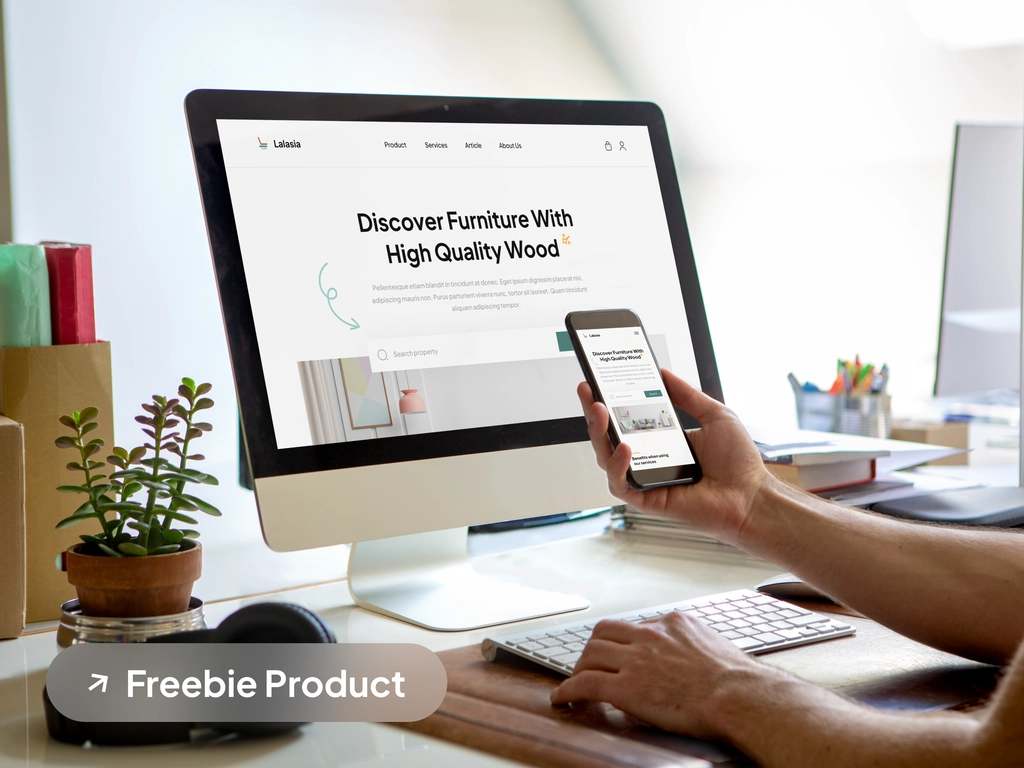 Lalasia
Product Services Article About Us
Discover Furniture With
High Quality Wood
Pellentesque etiam blandit in tincidunt at donec. Eget ipsum dignissim placerat nisi,
adipiscing mauris non. Purus parturient viverra nunc, tortor sit laoreet. Quam tincidunt
aliquam adipiscing tempor.
Search property
Lalasia
Discover Furniture With
High Quality Wood
Benefits when using
our services
Freebie Product